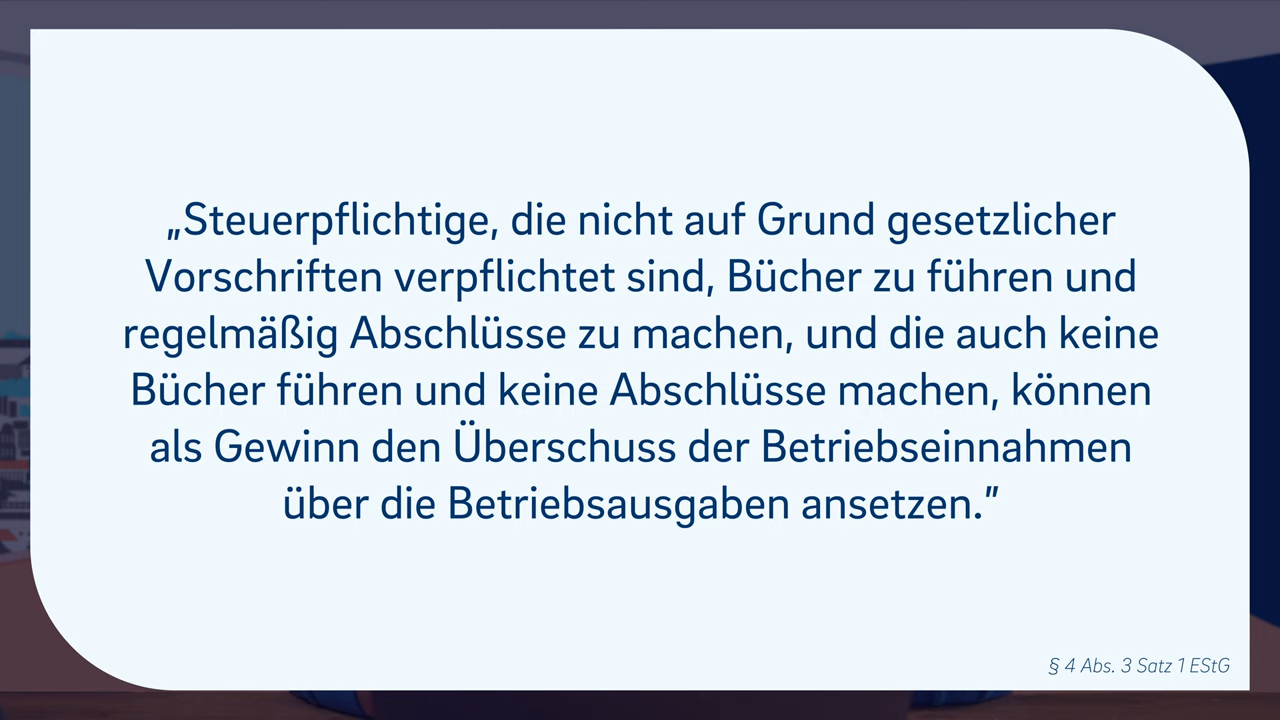 „Steuerpflichtige, die nicht auf Grund gesetzlicher
Vorschriften verpflichtet sind, Bücher zu führen und
regelmäßig Abschlüsse zu machen, und die auch keine
Bücher führen und keine Abschlüsse machen, können
als Gewinn den Überschuss der Betriebseinnahmen
über die Betriebsausgaben ansetzen.”
§ 4 Abs. 3 Satz 1 EStG